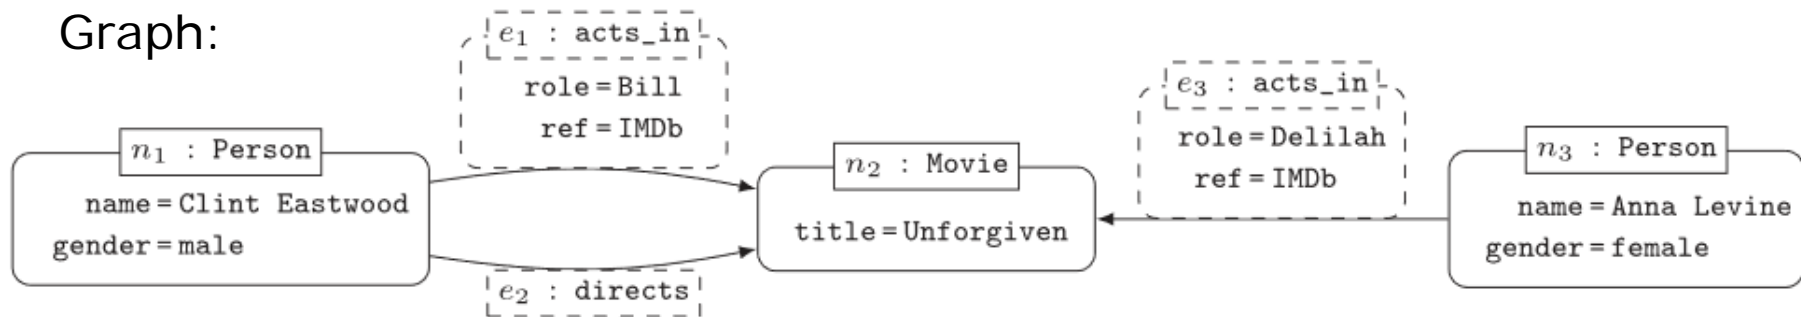 Graph:
e1 : acts_in
role = Bill
ref = IMDb
n1 : Person
name = Clint Eastwood
gender = male
e2 : directs
n2 : Movie
title = Unforgiven
e3 : acts_in
role = Delilah
ref = IMDb
n3 : Person
name = Anna Levine
gender = female